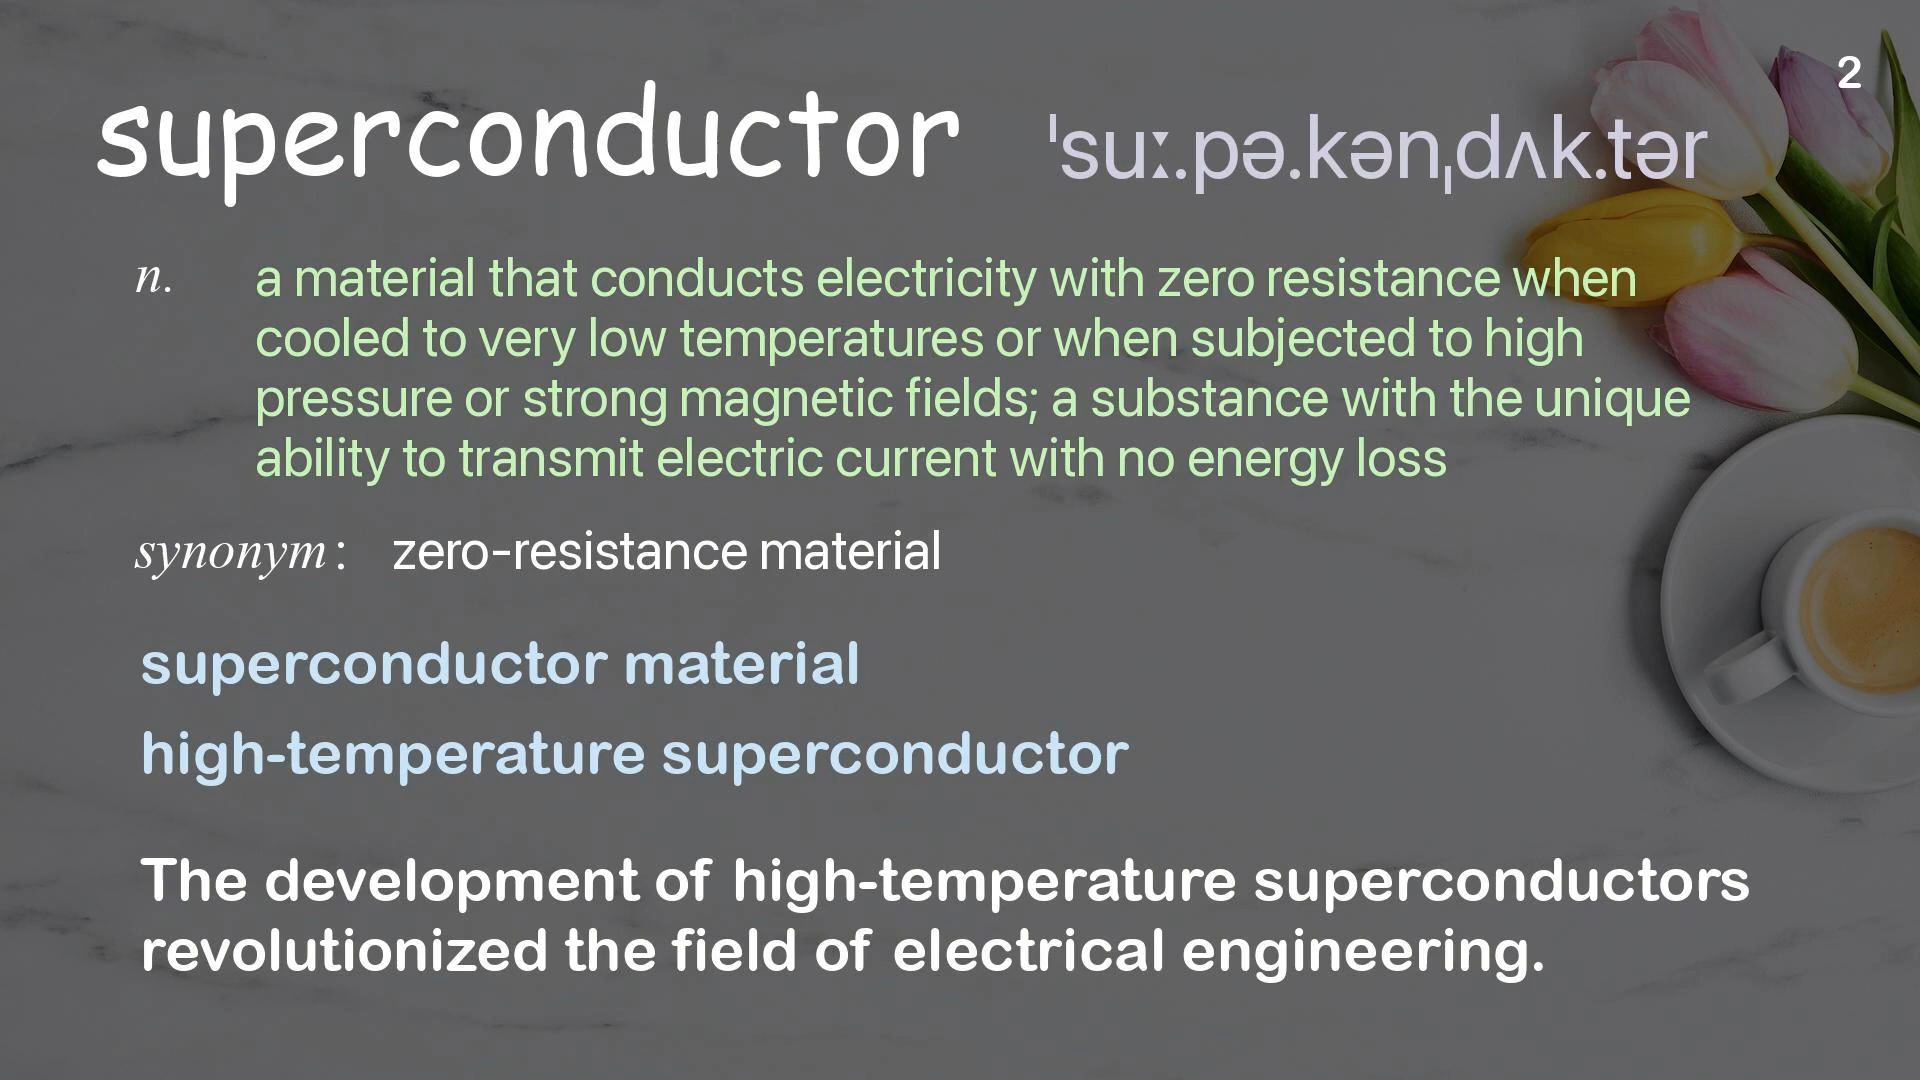 2
superconductor ˈsuː.pə.kənˌdʌk.tər
n. a material that conducts electricity with zero resistance when
cooled to very low temperatures or when subjected to high
pressure or strong magnetic fields; a substance with the unique
ability to transmit electric current with no energy loss
synonym: zero-resistance material
superconductor material
high-temperature superconductor
The development of high-temperature superconductors
revolutionized the field of electrical engineering.